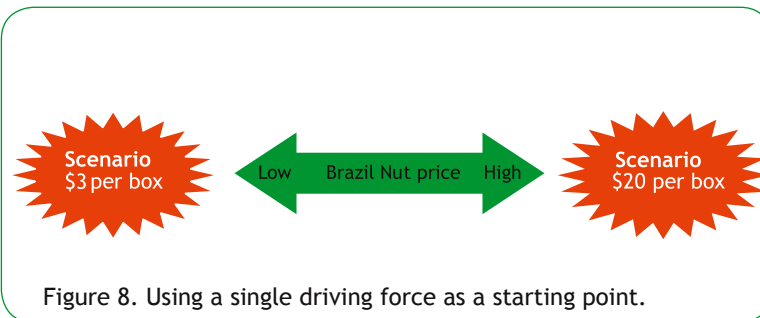 Scenario
$3 per box
Low Brazil Nut price High
Scenario
$20 per box
Figure 8. Using a single driving force as a starting point.